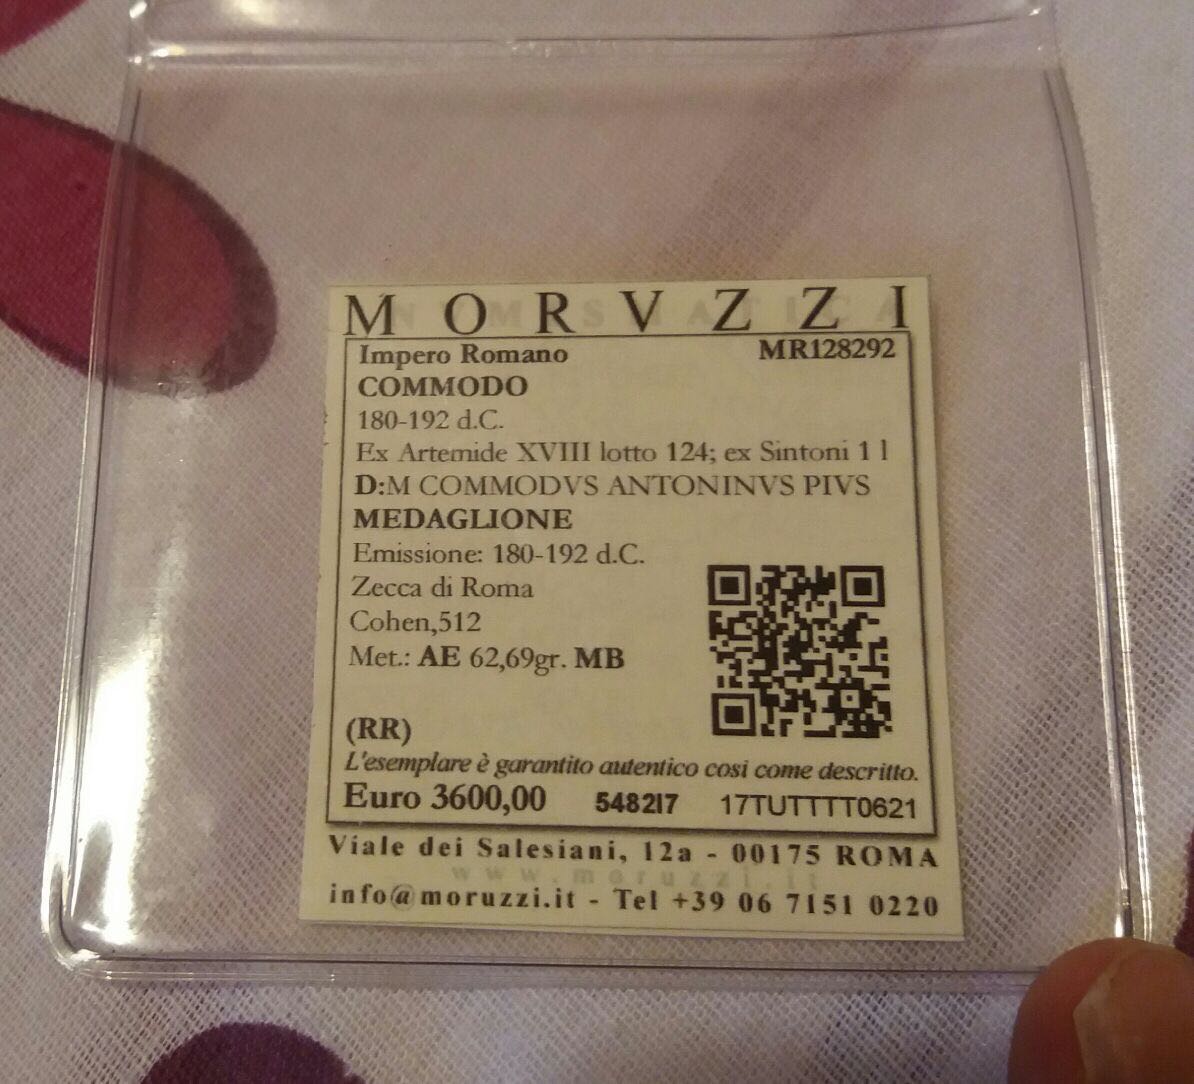 MORVZZI
Impero Romano MR128292
COMMODO
180-192 d.C.
Ex Artemide XVIII lotto 124; ex Sintoni 1 l
D:M COMMODVS ANTONINVS PIVS
MEDAGLIONE
Emissione: 180-192 d.C.
Zecca di Roma
Cohen,512
Met.: AE 62,69gr. MB
(RR)
L'esemplare è garantito autentico così come descritto.
Euro 3600,00 548217 17TUTTTT0621
Viale dei Salesiani, 12a - 00175 ROMA
www.moruzzi.it
info@moruzzi.it - Tel +39 06 7151 0220